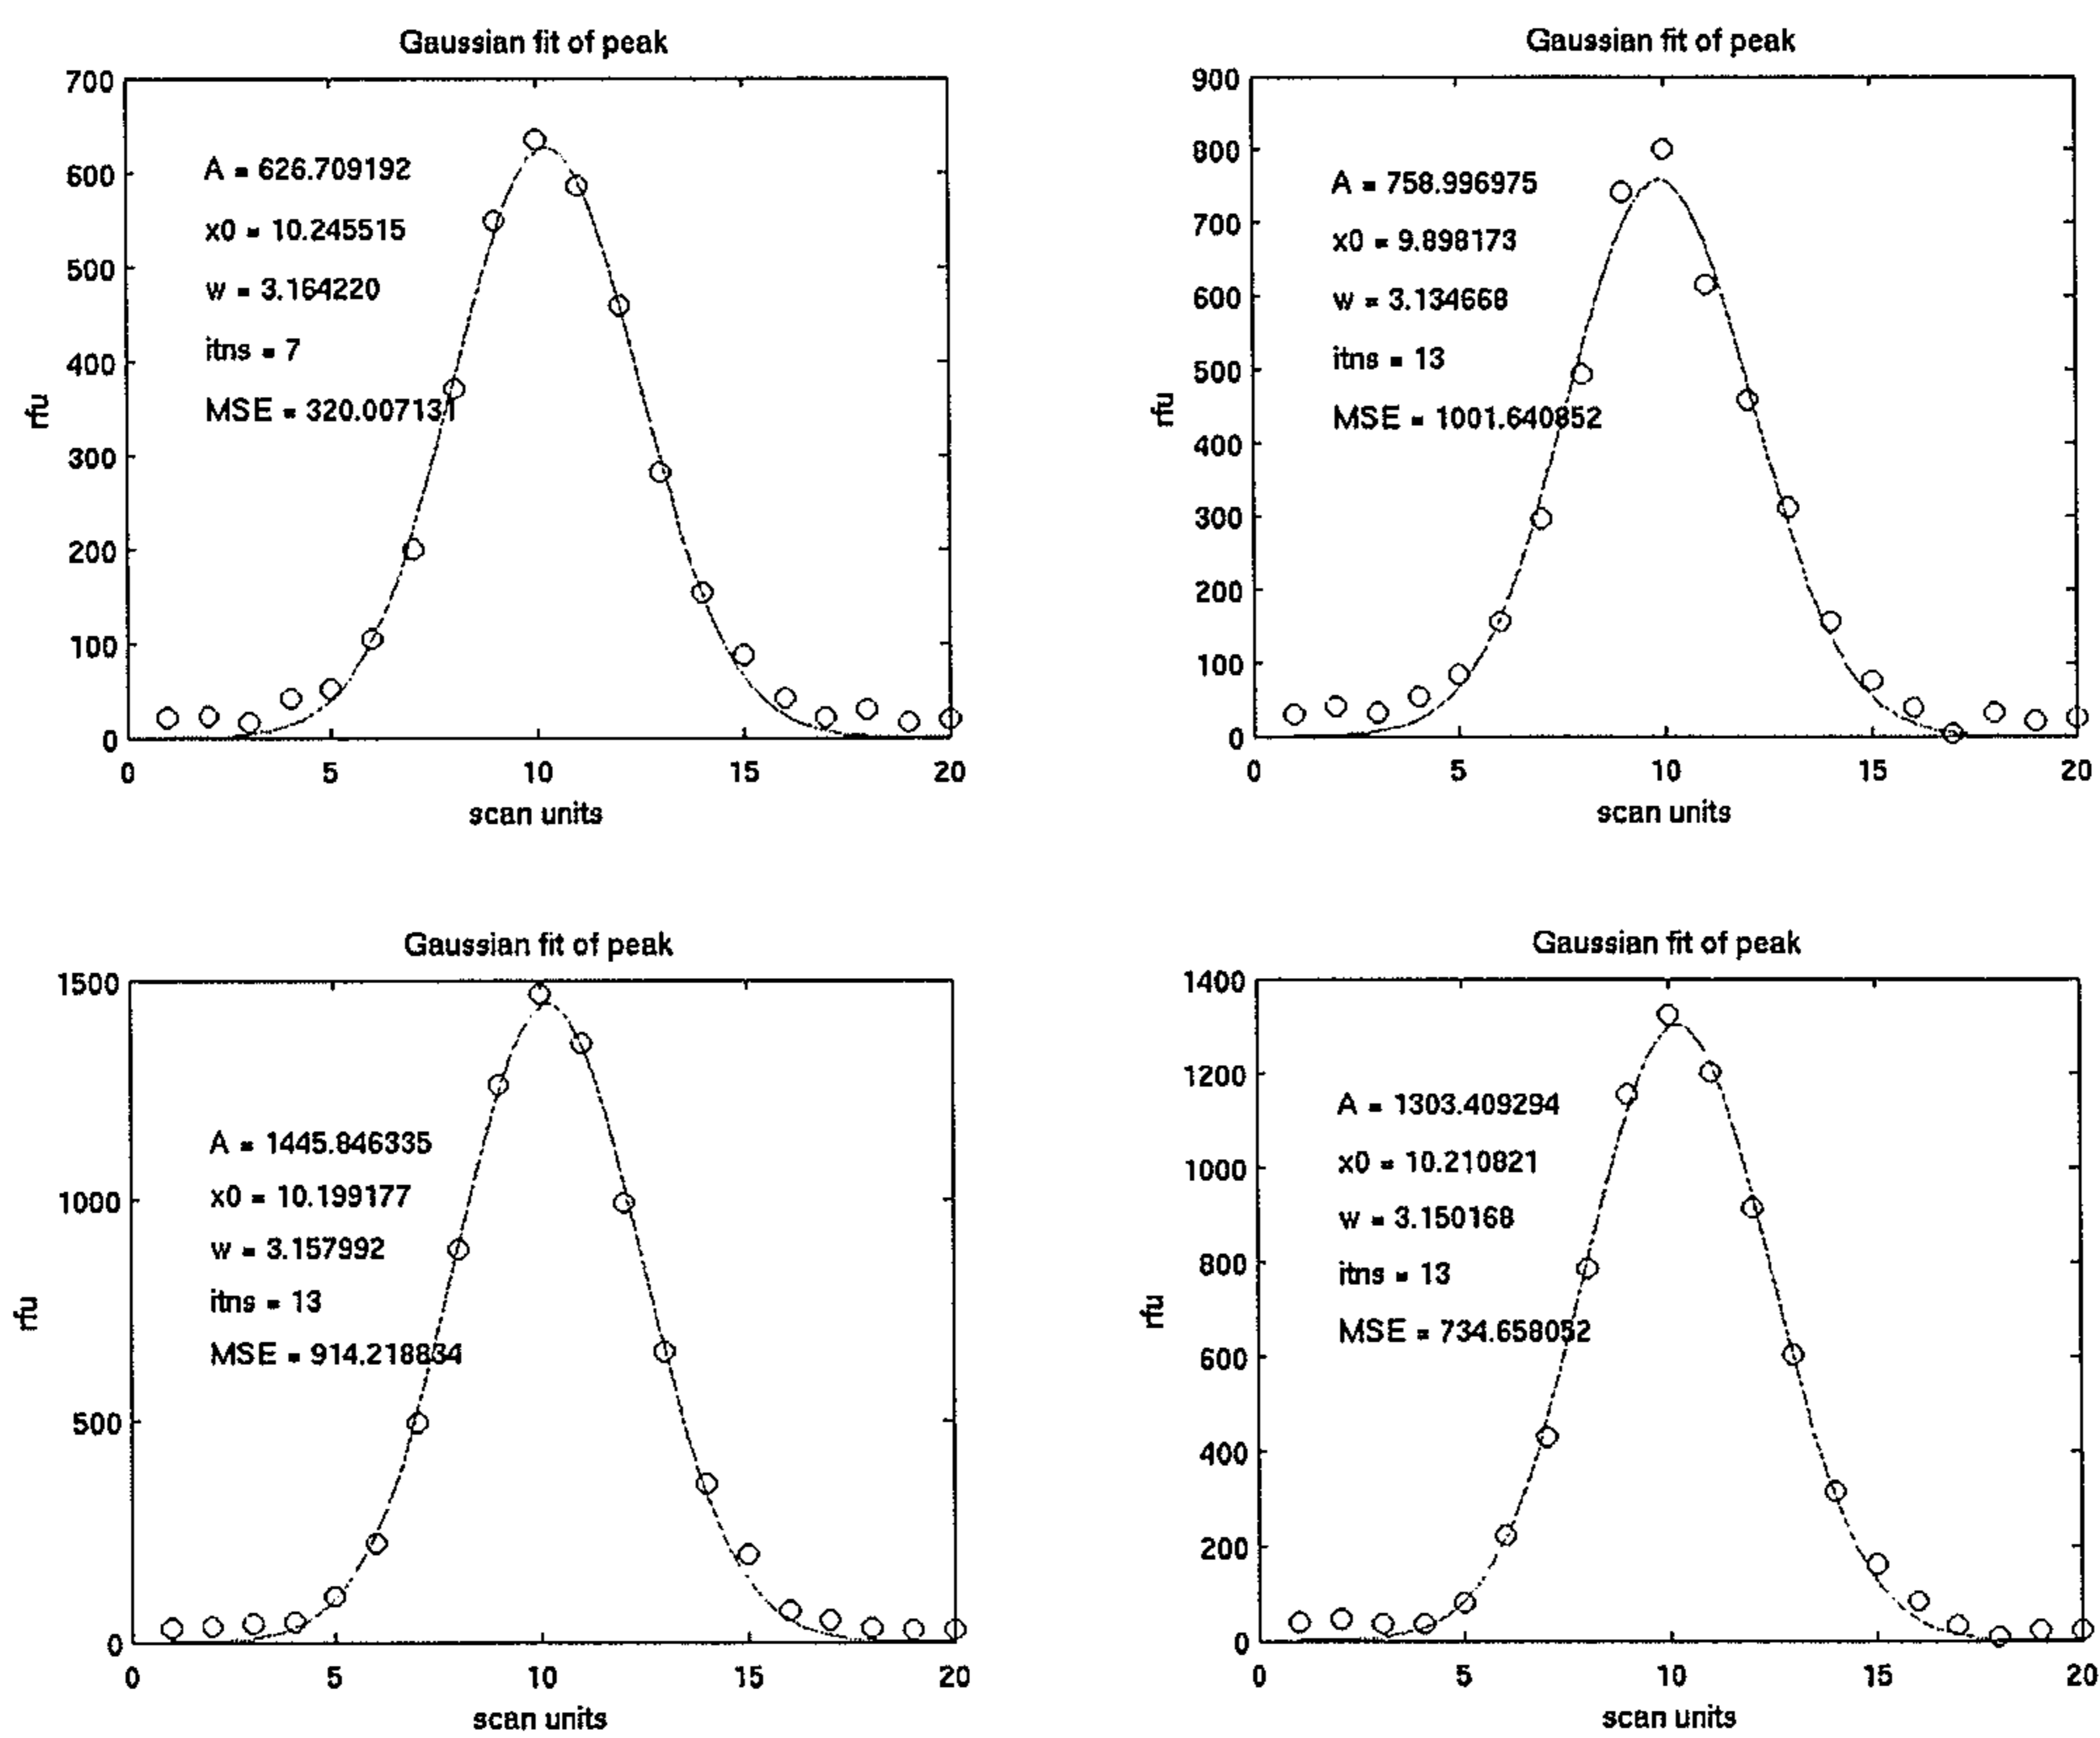 Gaussian fit of peak
700
600
500
400
300
200
100
0
rfu
A = 626.709192
x0 = 10.245515
w = 3.164220
itns = 7
MSE = 320.007131
0 5 10 15 20
scan units
Gaussian fit of peak
900
800
700
600
500
400
300
200
100
0
rfu
A = 758.996975
x0 = 9.898173
w = 3.134668
itns = 13
MSE = 1001.640852
0 5 10 15 20
scan units
Gaussian fit of peak
1500
1000
500
0
rfu
A = 1445.846335
x0 = 10.199177
w = 3.157992
itns = 13
MSE = 914.218834
0 5 10 15 20
scan units
Gaussian fit of peak
1400
1200
1000
800
600
400
200
0
rfu
A = 1303.409294
x0 = 10.210821
w = 3.150168
itns = 13
MSE = 734.658052
0 5 10 15 20
scan units